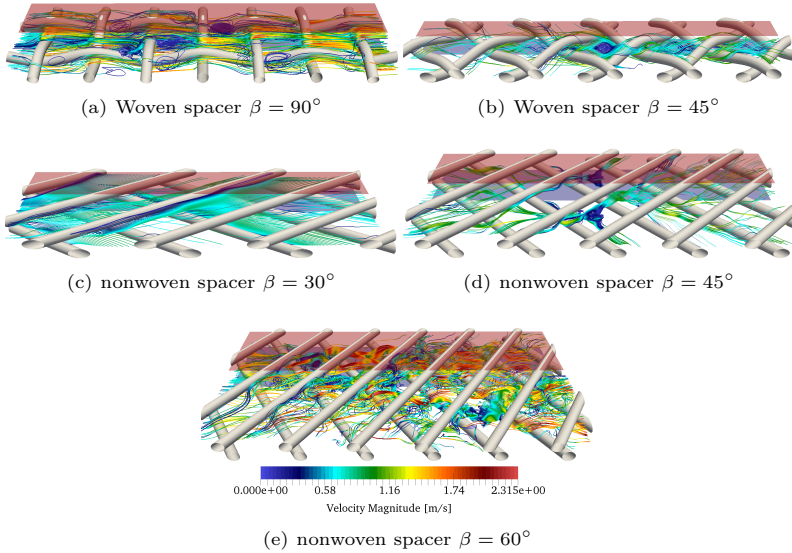 (a) Woven spacer β = 90°
(b) Woven spacer β = 45°
(c) nonwoven spacer β = 30°
(d) nonwoven spacer β = 45°
0.000e+00 0.58 1.16 1.74 2.315e+00
Velocity Magnitude [m/s]
(e) nonwoven spacer β = 60°